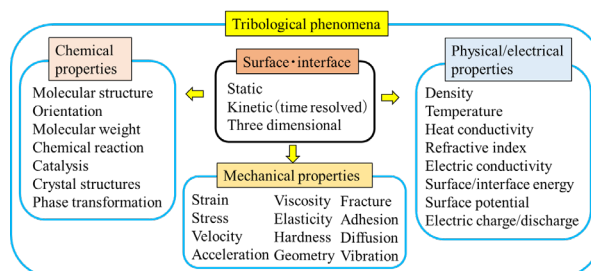 Tribological phenomena
Chemical
properties
Molecular structure
Orientation
Molecular weight
Chemical reaction
Catalysis
Crystal structures
Phase transformation
Surface・interface
Static
Kinetic(time resolved)
Three dimensional
Mechanical properties
Strain Viscosity Fracture
Stress Elasticity Adhesion
Velocity Hardness Diffusion
Acceleration Geometry Vibration
Physical/electrical
properties
Density
Temperature
Heat conductivity
Refractive index
Electric conductivity
Surface/interface energy
Surface potential
Electric charge/discharge